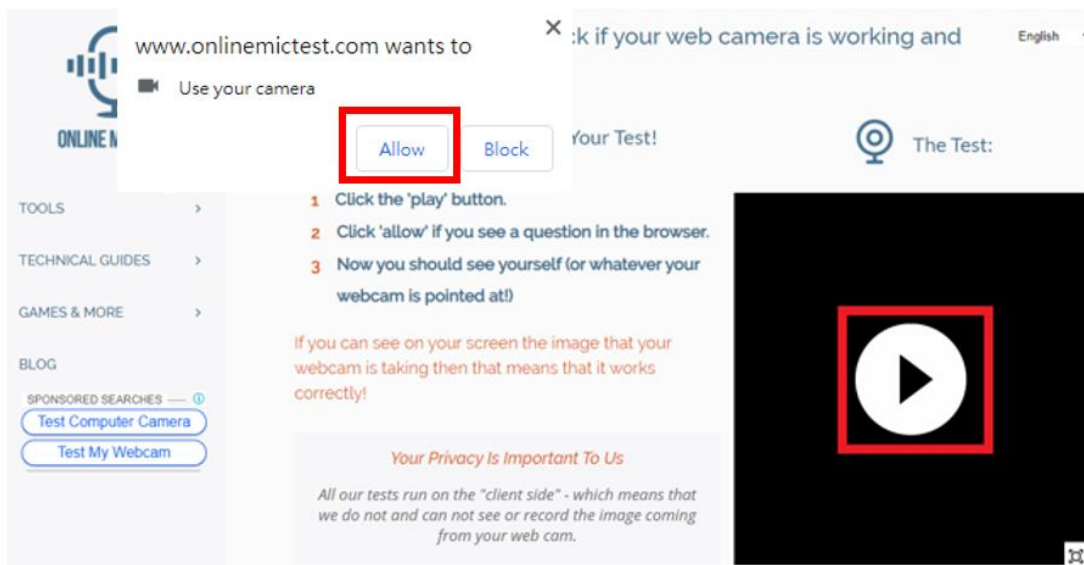 www.onlinemictest.com wants to
Use your camera
Allow
Block
ck if your web camera is working and
English
ONLINE M
Your Test!
The Test:
TOOLS
TECHNICAL GUIDES
GAMES & MORE
BLOG
SPONSORED SEARCHES
Test Computer Camera
Test My Webcam
1 Click the 'play' button.
2 Click 'allow' if you see a question in the browser.
3 Now you should see yourself (or whatever your
webcam is pointed at!)
If you can see on your screen the image that your
webcam is taking then that means that it works
correctly!
Your Privacy Is Important To Us
All our tests run on the "client side" - which means that
we do not and can not see or record the image coming
from your web cam.